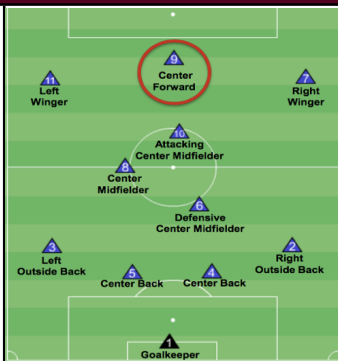 9
Center
Forward
11
Left
Winger
7
Right
Winger
10
Attacking
Center Midfielder
8
Center
Midfielder
6
Defensive
Center Midfielder
3
Left
Outside Back
2
Right
Outside Back
5
Center Back
4
Center Back
1
Goalkeeper